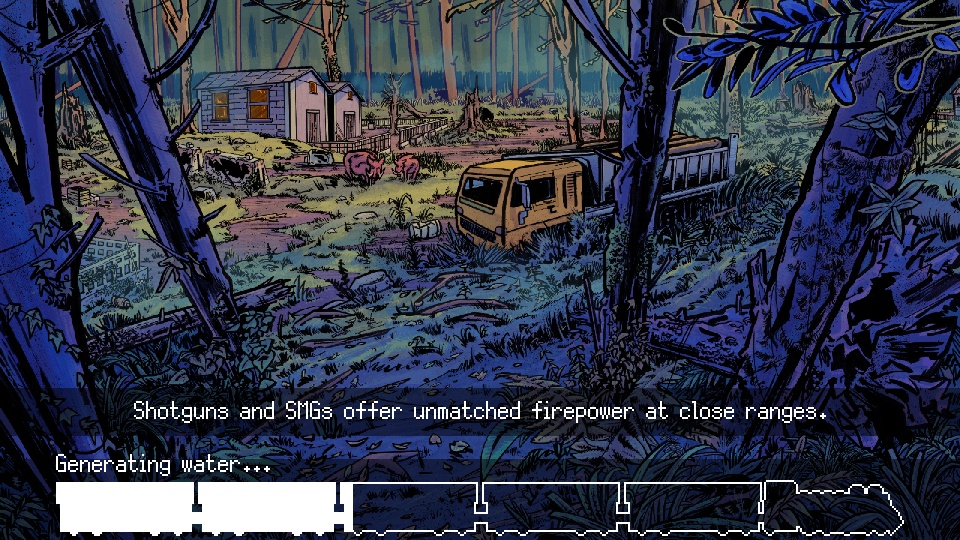 Shotguns and SMGs offer unmatched firepower at close ranges.
Generating water...